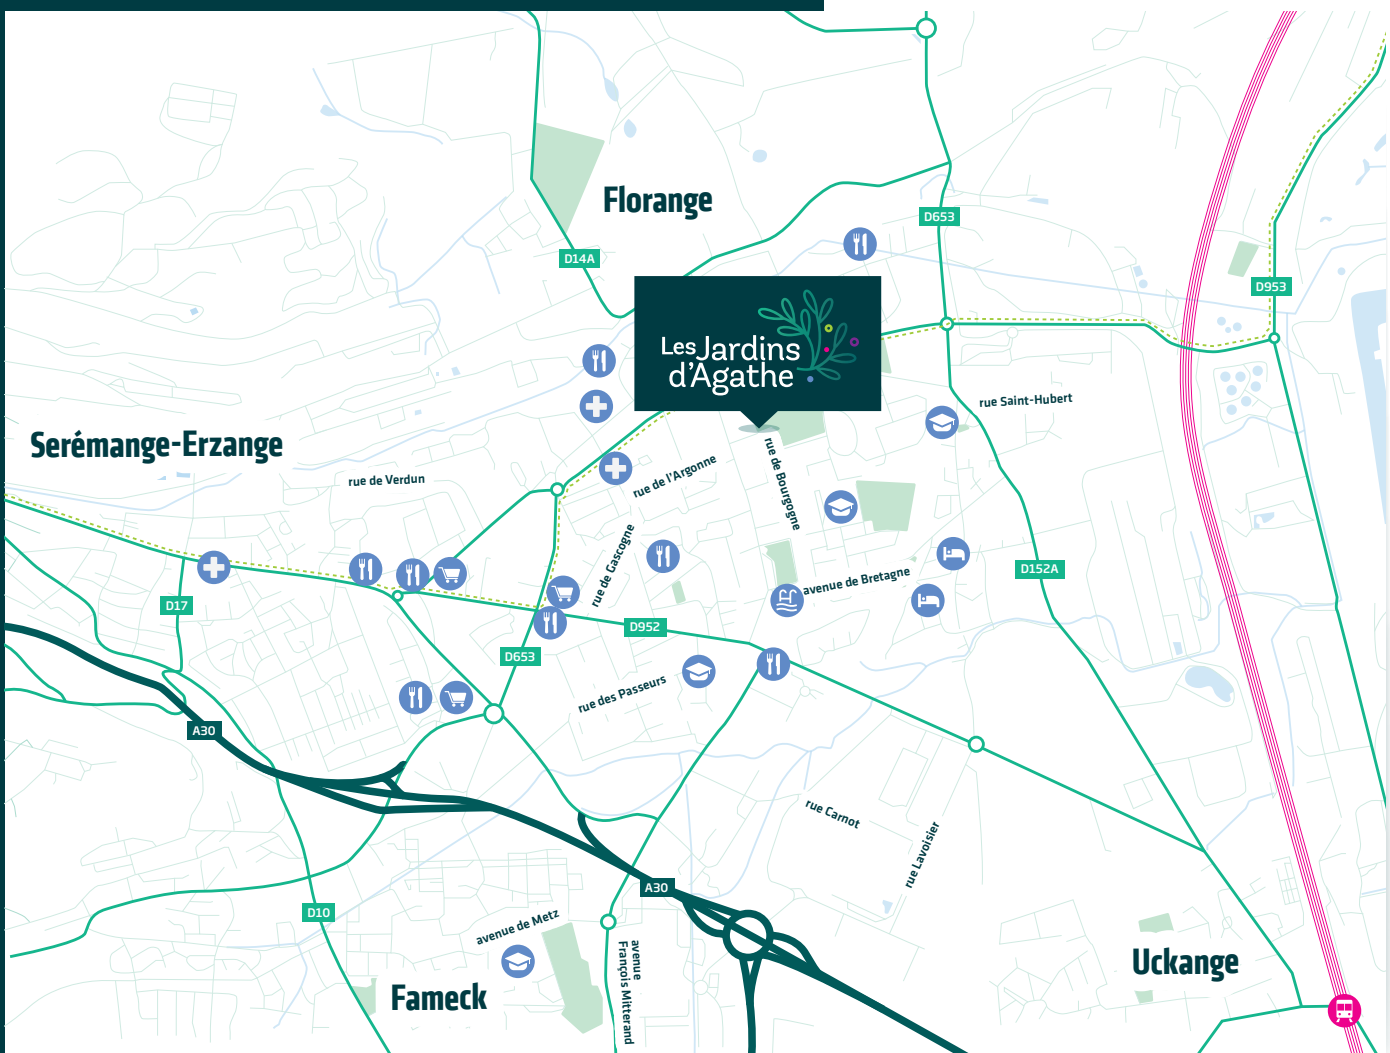 Florange
D653
D14A
D953
Les Jardins
d'Agathe
rue Saint-Hubert
Serémange-Erzange
rue de Verdun
rue de l'Argonne
rue de Bourgogne
rue de Gascogne
D152A
avenue de Bretagne
D17
D952
D653
rue des Passeurs
A30
rue Carnot
rue Lavoisier
A30
D10
avenue de Metz
avenue
François Mitterand
Uckange
Fameck